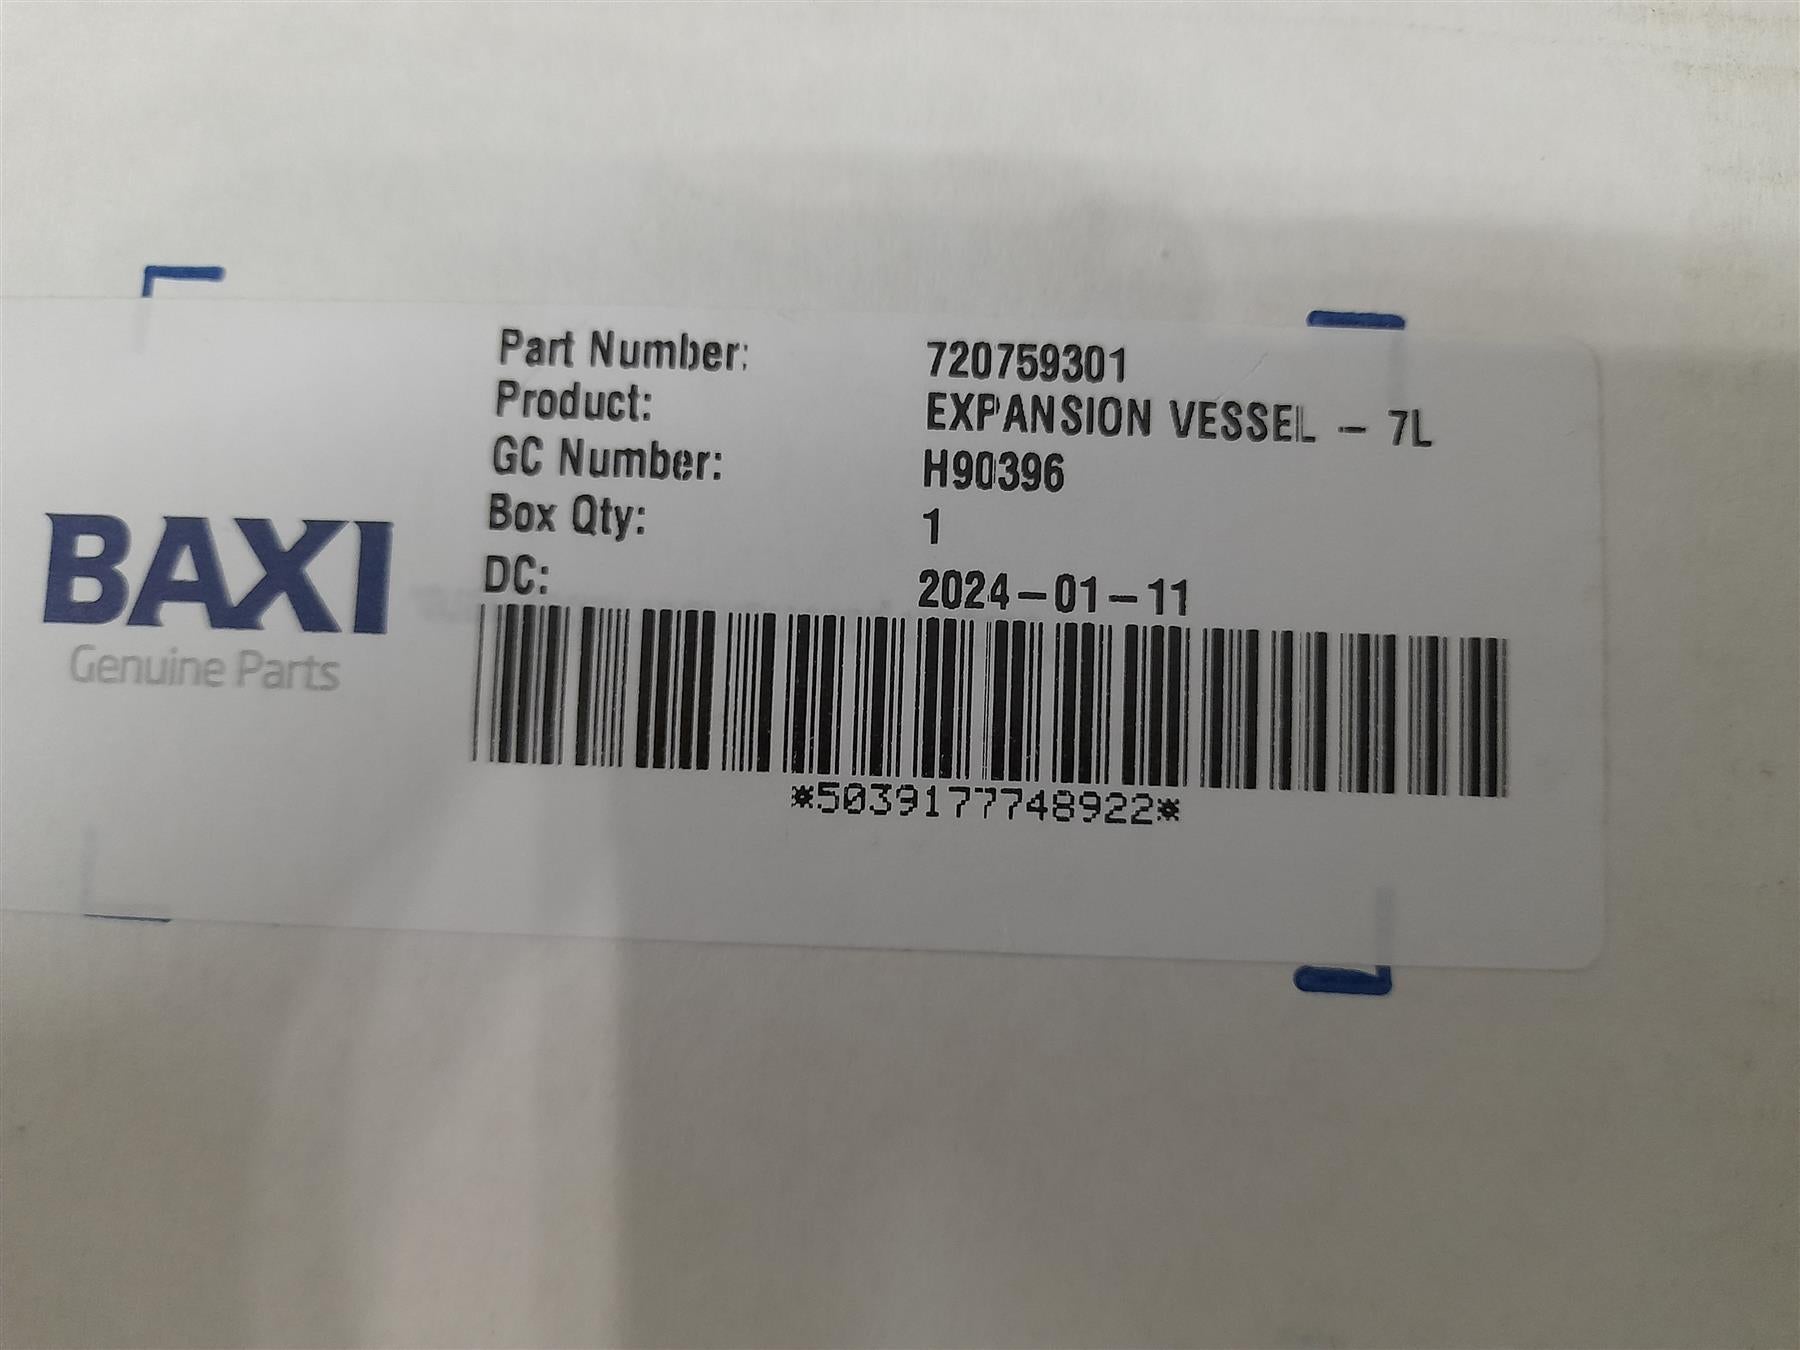 Part Number: 720759301
Product: EXPANSION VESSEL - 7L
GC Number: H90396
Box Qty: 1
DC: 2024-01-11
BAXI
Genuine Parts
*5039177748922*